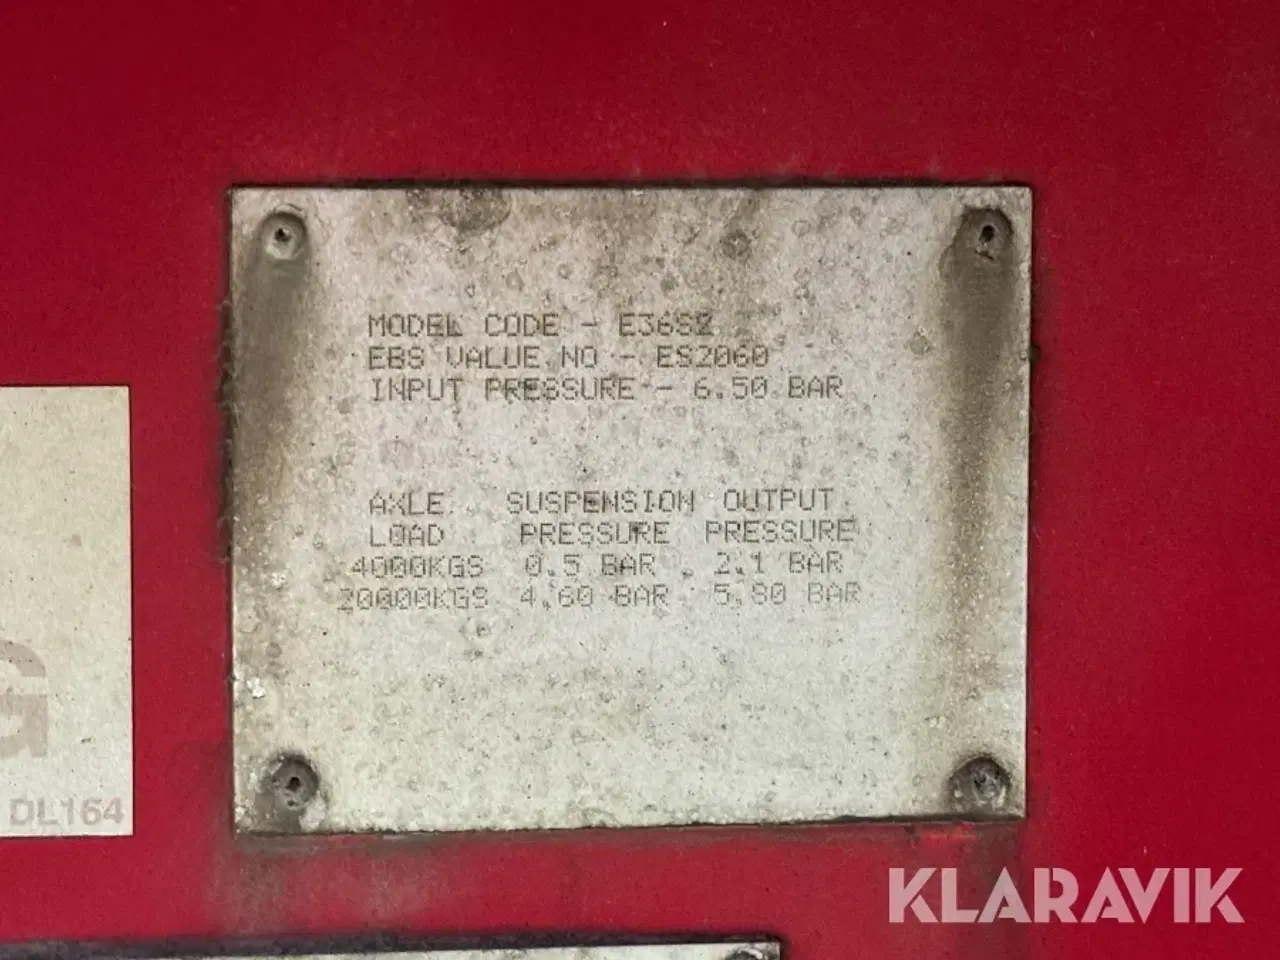 MODEL CODE - E36S2
EBS VALUE NO - ES2060
INPUT PRESSURE - 6.50 BAR
AXLE SUSPENSION OUTPUT
LOAD PRESSURE PRESSURE
4000KGS 0.5 BAR 2.1 BAR
20000KGS 4.60 BAR 5.80 BAR
G
DL164
KLARAVIK